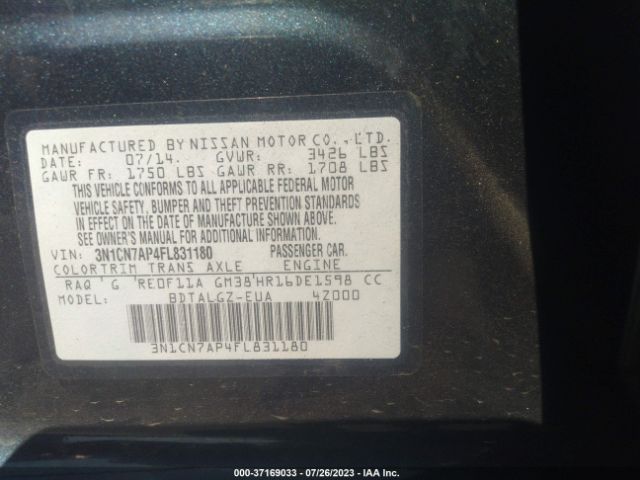 MANUFACTURED BY NISSAN MOTOR CO., LTD.
DATE: 07/14. GVWR: 3426 LBS
GAWR FR: 1750 LBS GAWR RR: 1708 LBS
THIS VEHICLE CONFORMS TO ALL APPLICABLE FEDERAL MOTOR
VEHICLE SAFETY, BUMPER AND THEFT PREVENTION STANDARDS
IN EFFECT ON THE DATE OF MANUFACTURE SHOWN ABOVE.
SEE OWNER'S MANUAL FOR ADDITIONAL INFORMATION.
VIN: 3N1CN7AP4FL831180 PASSENGER CAR.
COLOR TRIM TRANS AXLE ENGINE
RAQ G RE0F11A GM38 HR16DE1598 CC
MODEL: BDTALGZ-EUA 4Z000
3N1CN7AP4FL831180
000-37169033 / 07/26/2023 - IAA Inc.